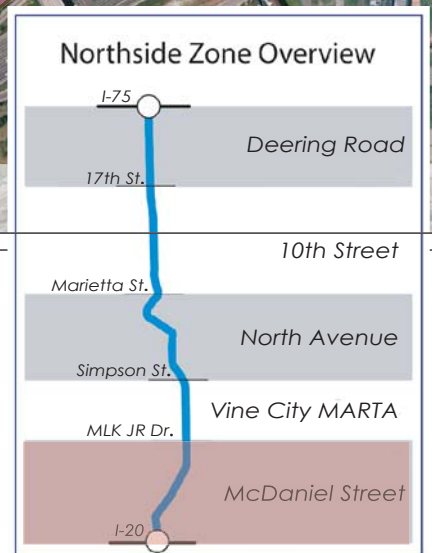 Northside Zone Overview
I-75
Deering Road
17th St.
10th Street
Marietta St.
North Avenue
Simpson St.
Vine City MARTA
MLK JR Dr.
McDaniel Street
I-20